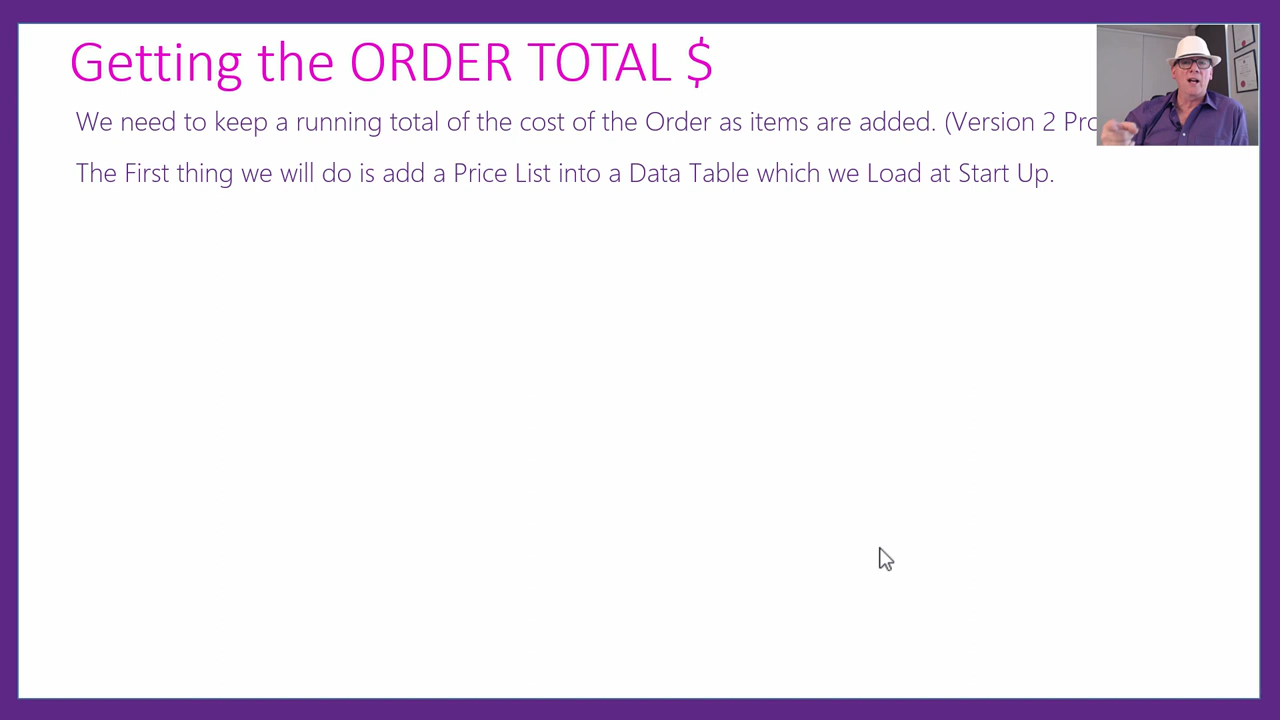 Getting the ORDER TOTAL $
We need to keep a running total of the cost of the Order as items are added. (Version 2
The First thing we will do is add a Price List into a Data Table which we Load at Start Up.